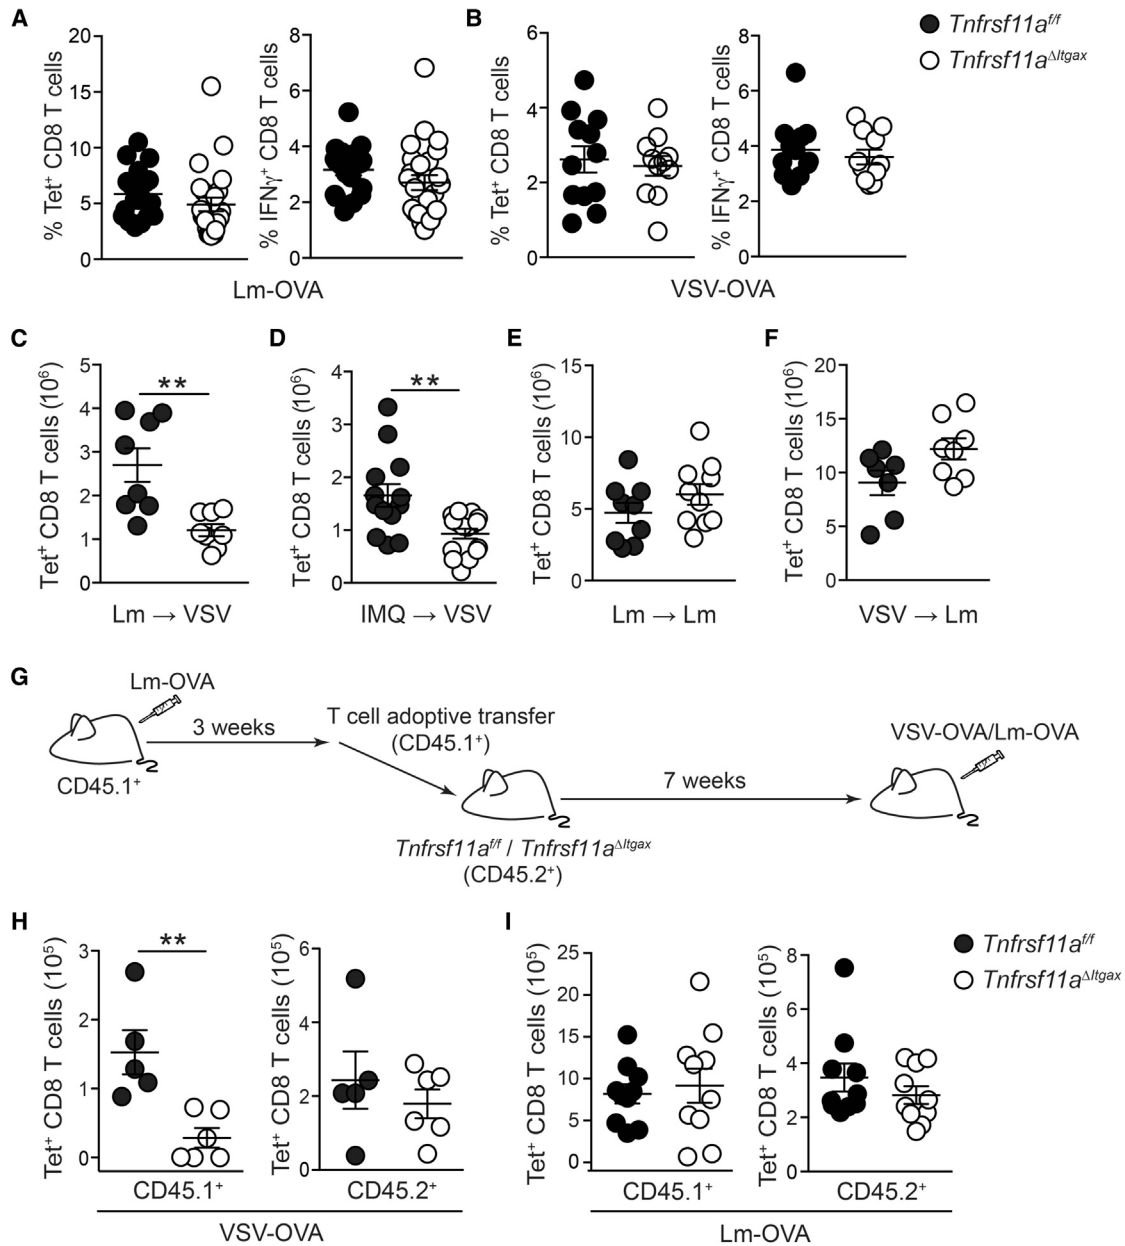 A
% Tet⁺ CD8 T cells
20
15
10
5
0
% IFNγ⁺ CD8 T cells
8
6
4
2
0
Lm-OVA
B
% Tet⁺ CD8 T cells
6
4
2
0
% IFNγ⁺ CD8 T cells
8
6
4
2
0
VSV-OVA
Tnfrsf11a^f/f
Tnfrsf11a^ΔItgax
C
Tet⁺ CD8 T cells (10⁶)
5
4
3
2
1
0
**
Lm → VSV
D
Tet⁺ CD8 T cells (10⁶)
4
3
2
1
0
**
IMQ → VSV
E
Tet⁺ CD8 T cells (10⁶)
15
10
5
0
Lm → Lm
F
Tet⁺ CD8 T cells (10⁶)
20
15
10
5
0
VSV → Lm
G
Lm-OVA
CD45.1⁺
3 weeks
T cell adoptive transfer
(CD45.1⁺)
Tnfrsf11a^f/f / Tnfrsf11a^ΔItgax
(CD45.2⁺)
7 weeks
VSV-OVA/Lm-OVA
H
Tet⁺ CD8 T cells (10⁵)
3
2
1
0
**
CD45.1⁺
Tet⁺ CD8 T cells (10⁵)
6
4
2
0
CD45.2⁺
VSV-OVA
I
Tet⁺ CD8 T cells (10⁵)
25
20
15
10
5
0
CD45.1⁺
Tet⁺ CD8 T cells (10⁵)
8
6
4
2
0
CD45.2⁺
Lm-OVA
Tnfrsf11a^f/f
Tnfrsf11a^ΔItgax